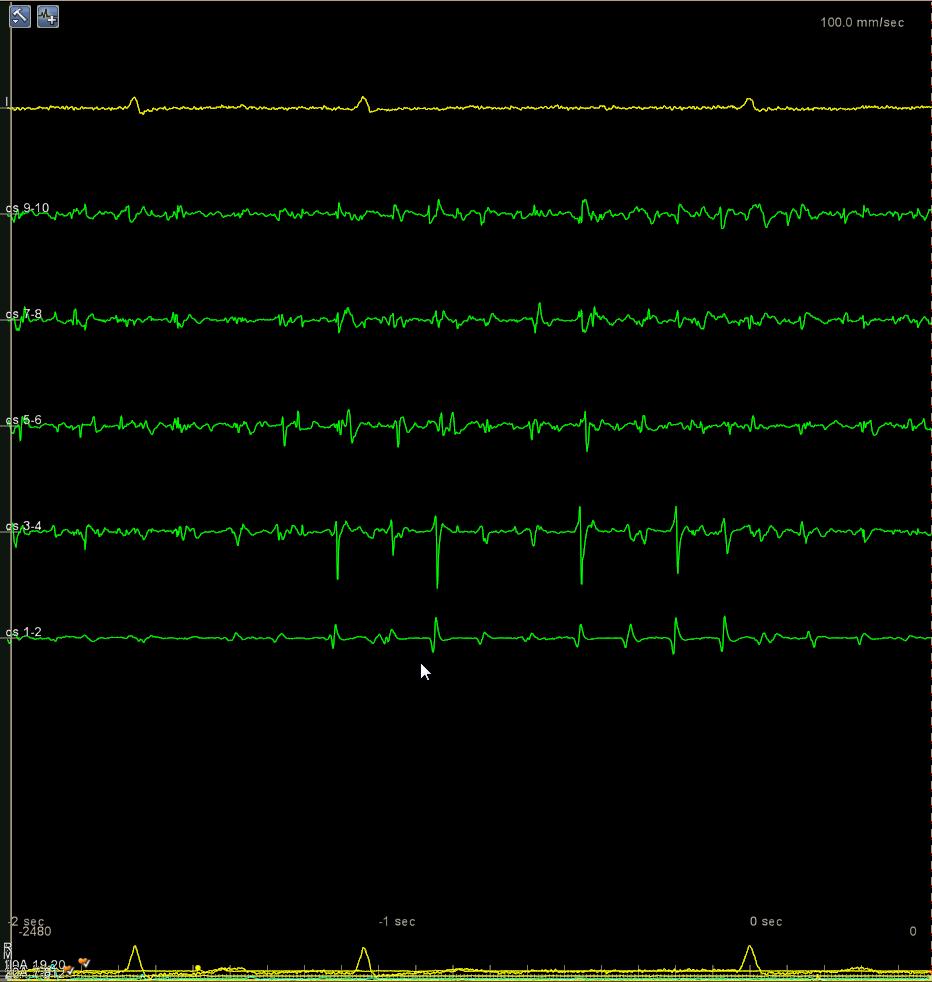 100.0 mm/sec
I
cs 9-10
cs 7-8
cs 5-6
cs 3-4
cs 1-2
-2 sec
-1 sec
0 sec
-2480
0